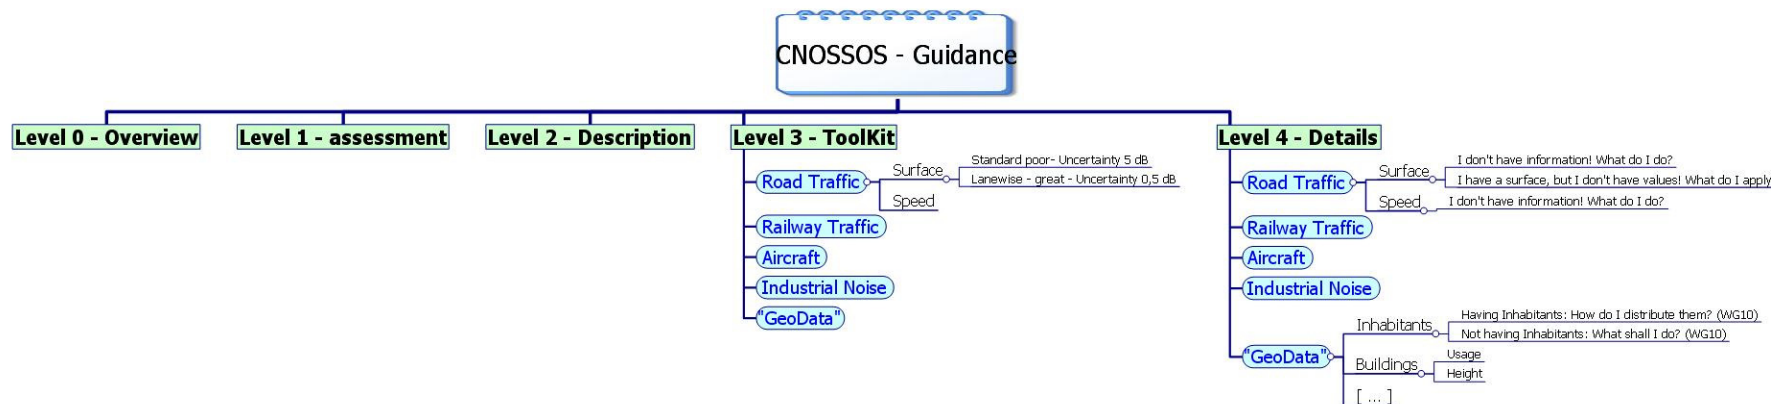 CNOSSOS - Guidance
Level 0 - Overview
Level 1 - assessment
Level 2 - Description
Level 3 - ToolKit
Road Traffic
Surface
Standard poor- Uncertainty 5 dB
Lanewise - great - Uncertainty 0,5 dB
Speed
Railway Traffic
Aircraft
Industrial Noise
"GeoData"
Level 4 - Details
Road Traffic
Surface
I don't have information! What do I do?
I have a surface, but I don't have values! What do I apply
Speed
I don't have information! What do I do?
Railway Traffic
Aircraft
Industrial Noise
"GeoData"
Inhabitants
Having Inhabitants: How do I distribute them? (WG10)
Not having Inhabitants: What shall I do? (WG10)
Buildings
Usage
Height
[ ... ]